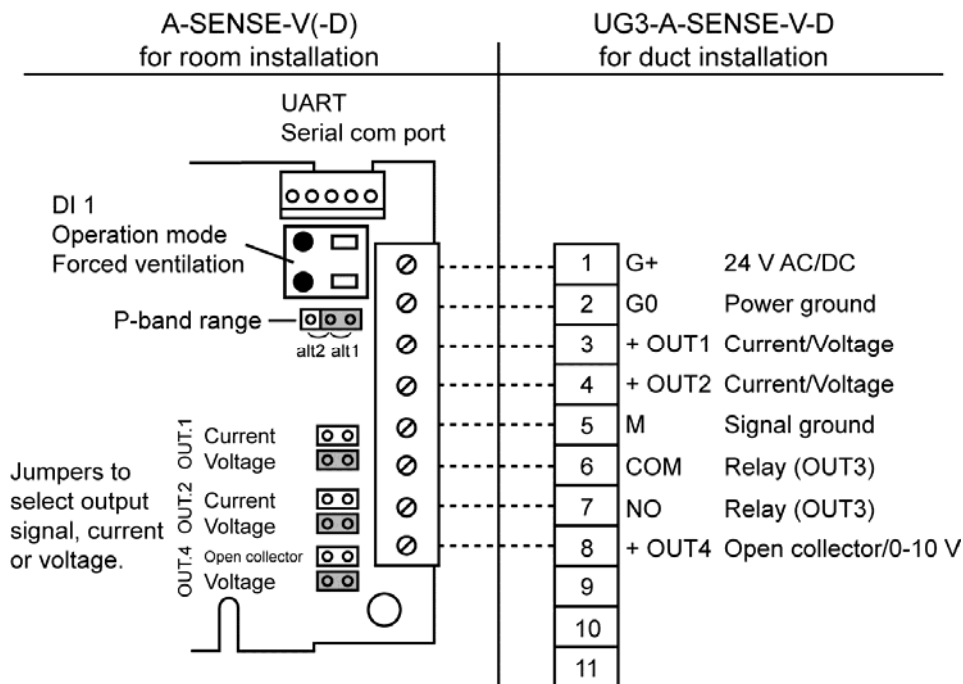 A-SENSE-V(-D)
for room installation
UG3-A-SENSE-V-D
for duct installation
UART
Serial com port
DI 1
Operation mode
Forced ventilation
P-band range
alt2 alt1
OUT.1
Current
Voltage
OUT.2
Current
Voltage
OUT.4
Open collector
Voltage
Jumpers to
select output
signal, current
or voltage.
1 G+ 24 V AC/DC
2 G0 Power ground
3 + OUT1 Current/Voltage
4 + OUT2 Current/Voltage
5 M Signal ground
6 COM Relay (OUT3)
7 NO Relay (OUT3)
8 + OUT4 Open collector/0-10 V
9
10
11